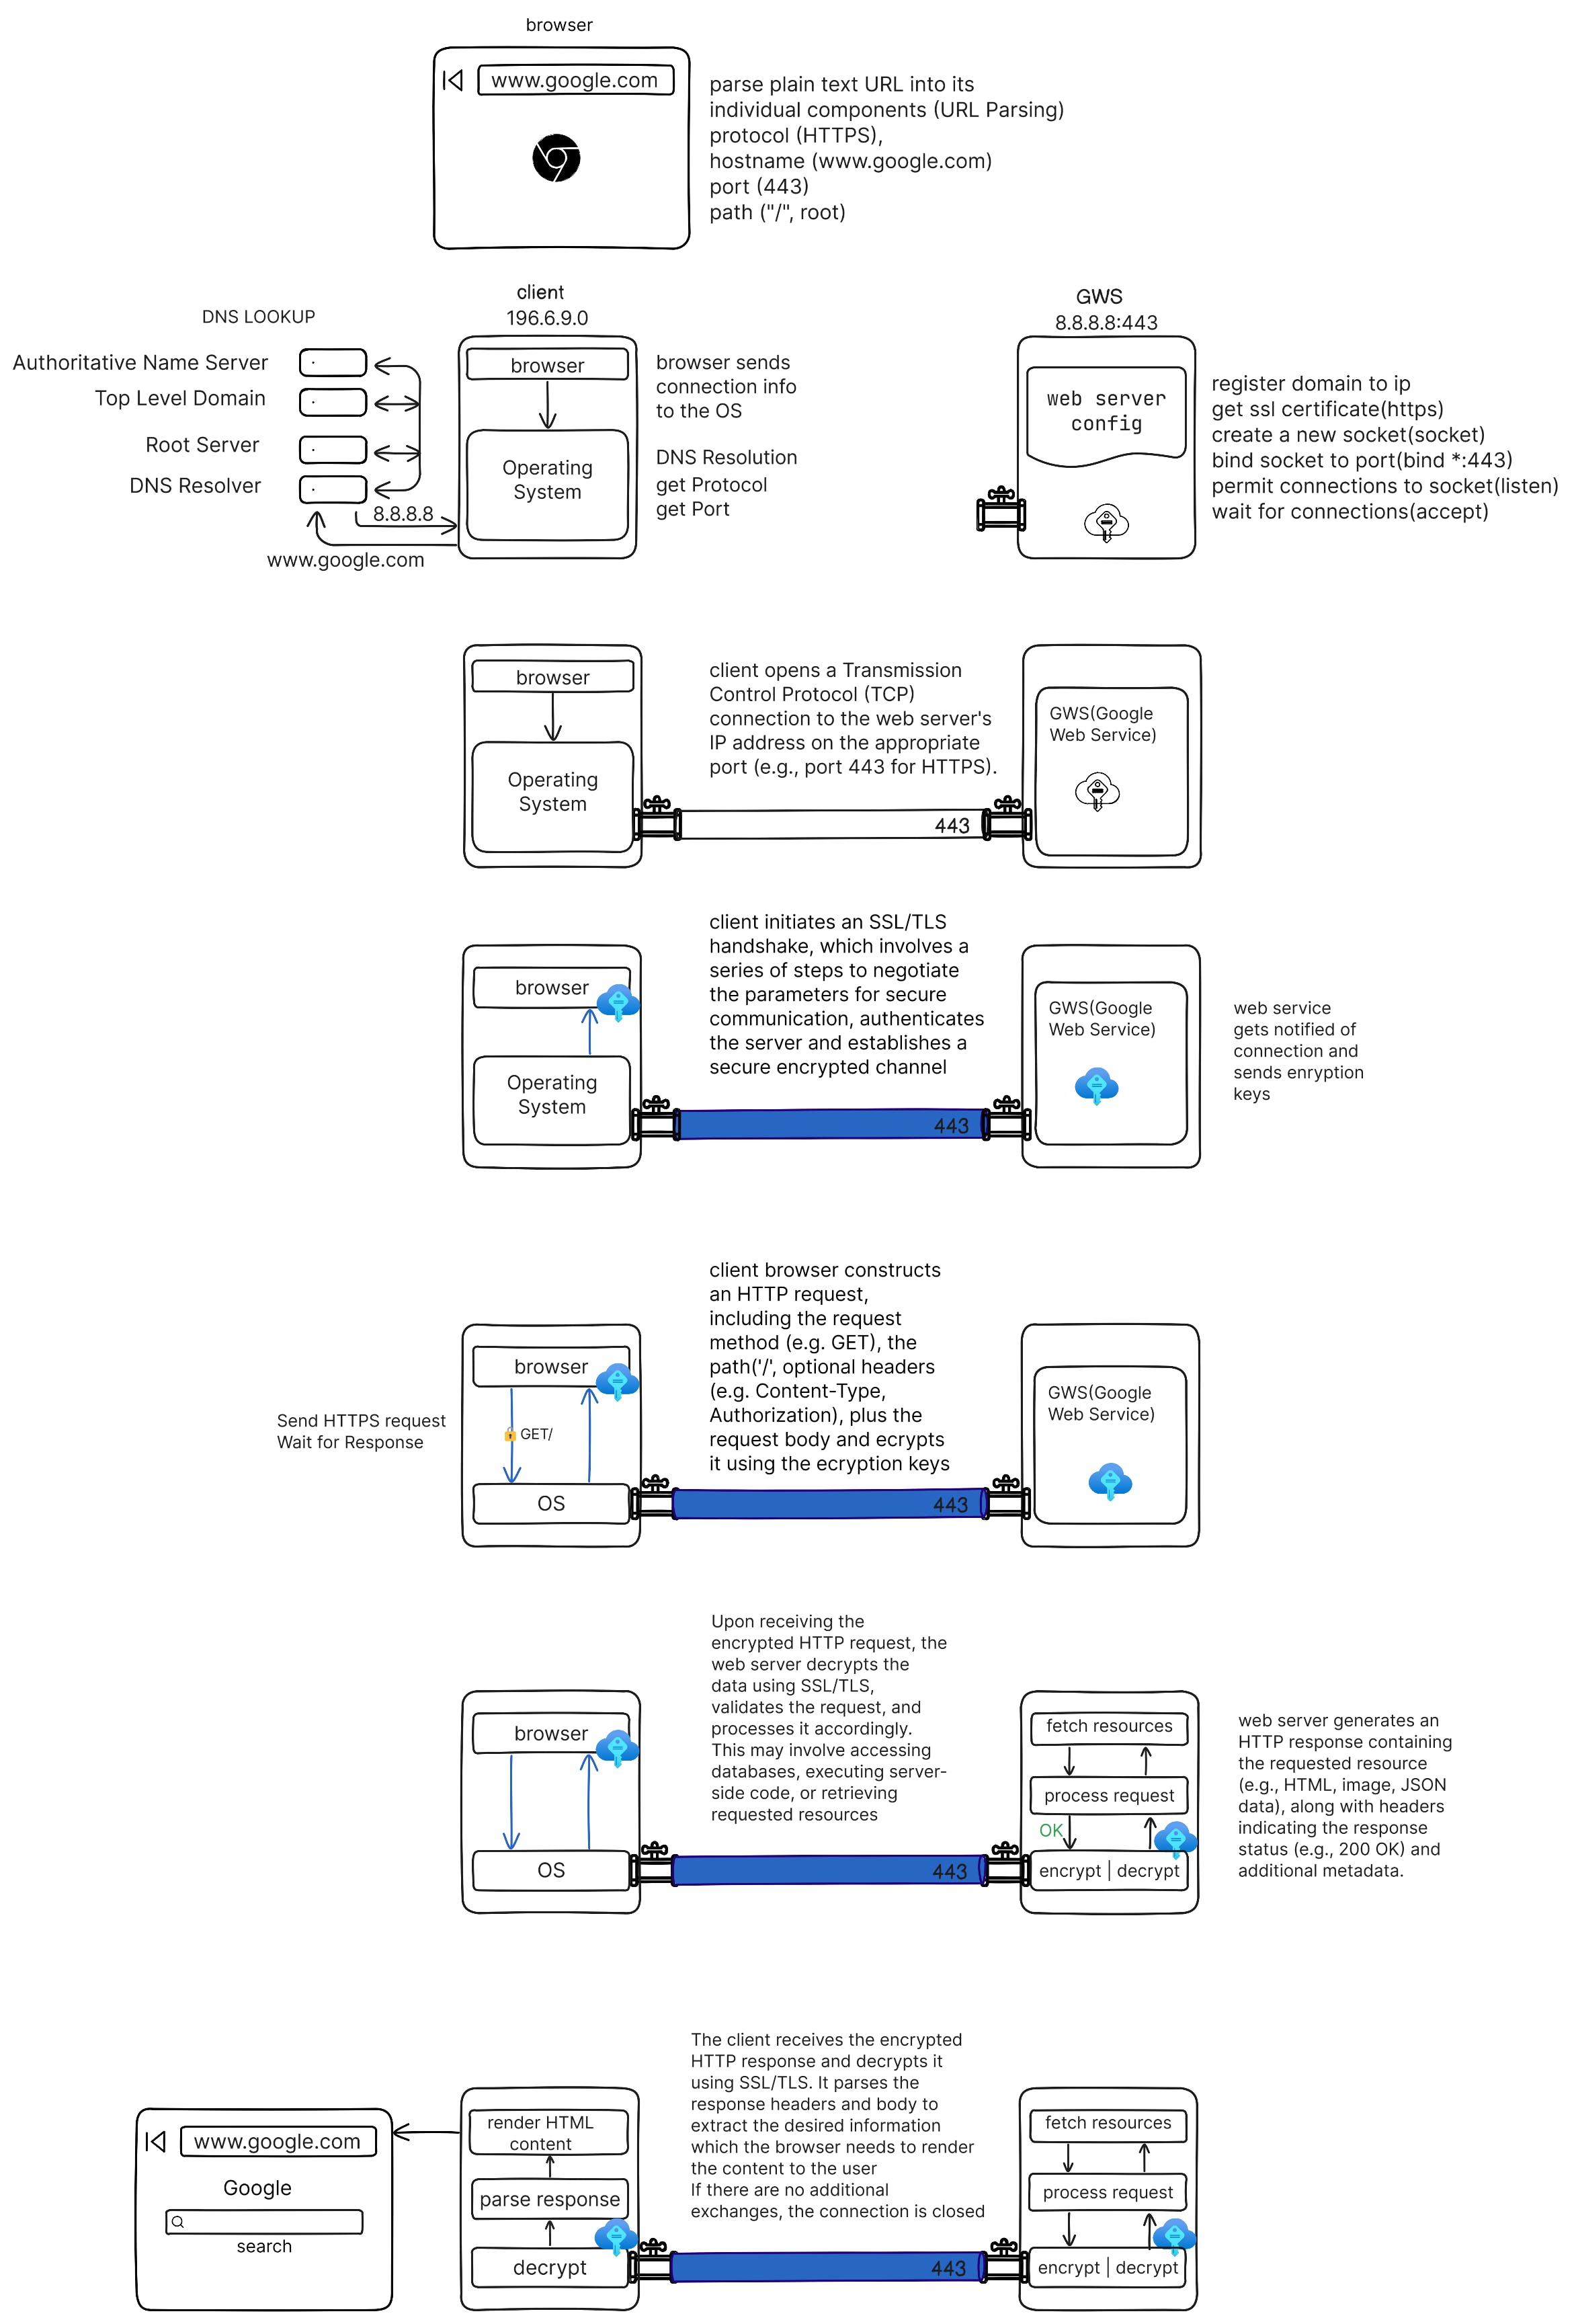 browser
www.google.com
parse plain text URL into its
individual components (URL Parsing)
protocol (HTTPS),
hostname (www.google.com)
port (443)
path ("/", root)
DNS LOOKUP
Authoritative Name Server
Top Level Domain
Root Server
DNS Resolver
8.8.8.8
www.google.com
client
196.6.9.0
browser
Operating
System
browser sends
connection info
to the OS
DNS Resolution
get Protocol
get Port
GWS
8.8.8.8:443
web server
config
register domain to ip
get ssl certificate(https)
create a new socket(socket)
bind socket to port(bind *:443)
permit connections to socket(listen)
wait for connections(accept)
browser
Operating
System
client opens a Transmission
Control Protocol (TCP)
connection to the web server's
IP address on the appropriate
port (e.g., port 443 for HTTPS).
443
GWS(Google
Web Service)
browser
Operating
System
client initiates an SSL/TLS
handshake, which involves a
series of steps to negotiate
the parameters for secure
communication, authenticates
the server and establishes a
secure encrypted channel
443
GWS(Google
Web Service)
web service
gets notified of
connection and
sends enryption
keys
Send HTTPS request
Wait for Response
browser
GET/
OS
client browser constructs
an HTTP request,
including the request
method (e.g. GET), the
path('/', optional headers
(e.g. Content-Type,
Authorization), plus the
request body and ecrypts
it using the ecryption keys
443
GWS(Google
Web Service)
browser
OS
Upon receiving the
encrypted HTTP request, the
web server decrypts the
data using SSL/TLS,
validates the request, and
processes it accordingly.
This may involve accessing
databases, executing server-
side code, or retrieving
requested resources
443
fetch resources
process request
OK
encrypt | decrypt
web server generates an
HTTP response containing
the requested resource
(e.g., HTML, image, JSON
data), along with headers
indicating the response
status (e.g., 200 OK) and
additional metadata.
www.google.com
Google
search
render HTML
content
parse response
decrypt
The client receives the encrypted
HTTP response and decrypts it
using SSL/TLS. It parses the
response headers and body to
extract the desired information
which the browser needs to render
the content to the user
If there are no additional
exchanges, the connection is closed
443
fetch resources
process request
encrypt | decrypt